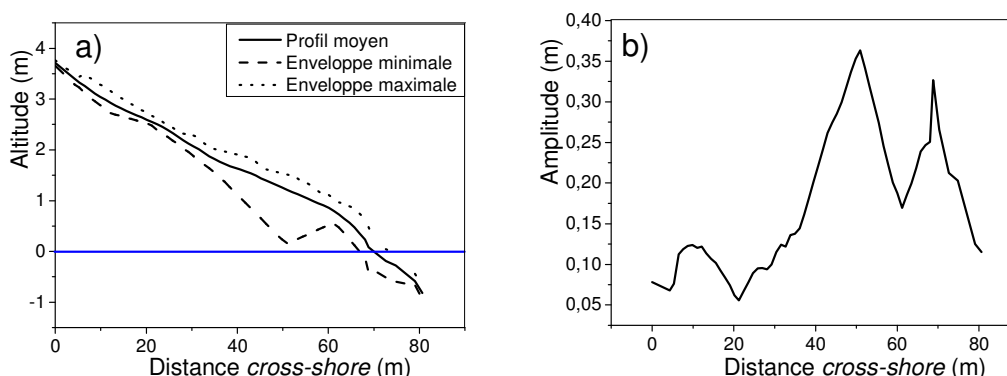 a)
Profil moyen
Enveloppe minimale
Enveloppe maximale
Altitude (m)
4
3
2
1
0
-1
0 20 40 60 80
Distance cross-shore (m)
b)
Amplitude (m)
0,40
0,35
0,30
0,25
0,20
0,15
0,10
0,05
0 20 40 60 80
Distance cross-shore (m)